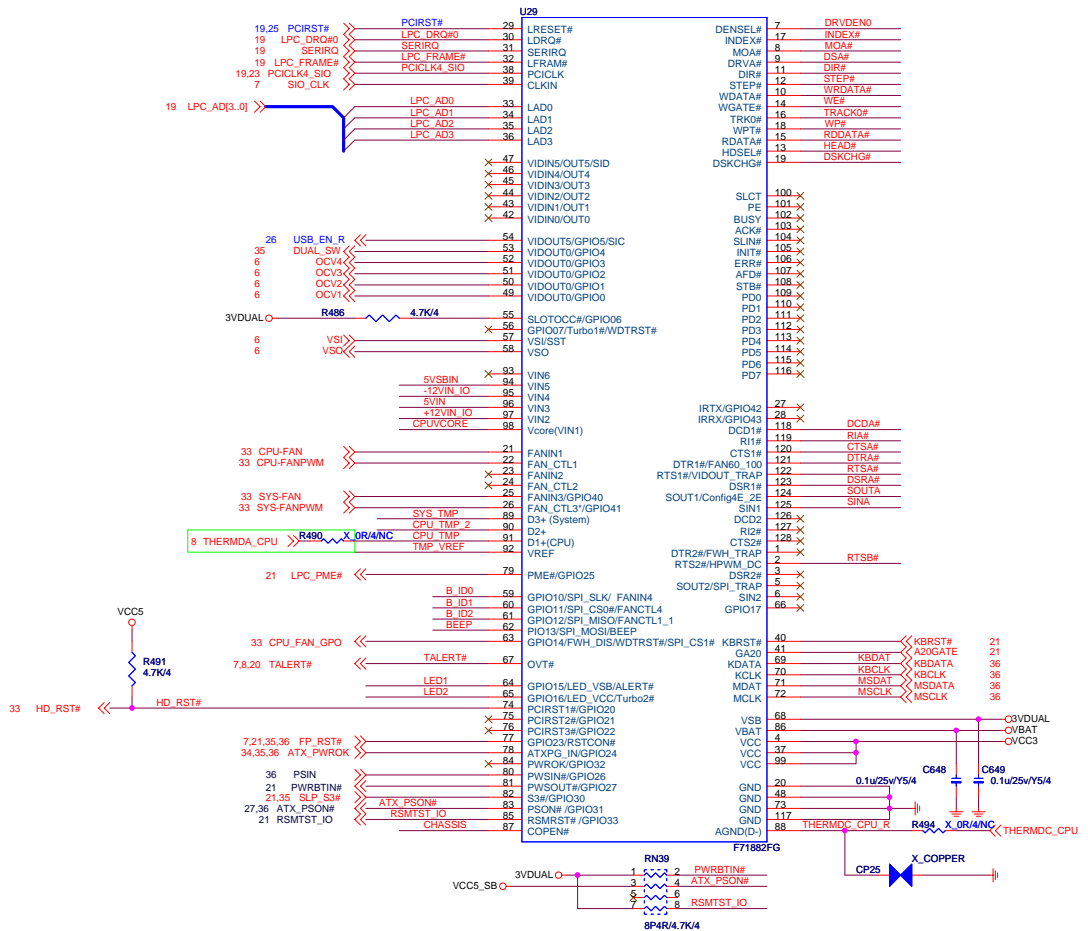 U29
19,25 PCIRST# PCIRST# 29 LRESET# DENSEL# 7 DRVDEN0
19 LPC_DRQ#0 LPC_DRQ#0 30 LDRQ# INDEX# 17 INDEX#
19 SERIRQ SERIRQ 31 SERIRQ MOA# 8 MOA#
19 LPC_FRAME# LPC_FRAME# 32 LFRAM# DRVA# 9 DSA#
19,23 PCICLK4_SIO PCICLK4_SIO 38 PCICLK DIR# 11 DIR#
7 SIO_CLK 39 CLKIN STEP# 12 STEP#
WDATA# 10 WRDATA#
19 LPC_AD[3..0] LPC_AD0 33 LAD0 WGATE# 14 WE#
LPC_AD1 34 LAD1 TRK0# 16 TRACK0#
LPC_AD2 35 LAD2 WPT# 18 WP#
LPC_AD3 36 LAD3 RDDATA# 15 RDDATA#
HDSEL# 13 HEAD#
47 VIDIN5/OUT5/SID DSKCHG# 19 DSKCHG#
46 VIDIN4/OUT4
45 VIDIN3/OUT3
44 VIDIN2/OUT2 SLCT 100
43 VIDIN1/OUT1 PE 101
42 VIDIN0/OUT0 BUSY 102
ACK# 103
26 USB_EN_R 54 VIDOUT5/GPIO5/SIC SLIN# 104
35 DUAL_SW 53 VIDOUT0/GPIO4 INIT# 105
6 OCV4 52 VIDOUT0/GPIO3 ERR# 106
6 OCV3 51 VIDOUT0/GPIO2 AFD# 107
6 OCV2 50 VIDOUT0/GPIO1 STB# 108
6 OCV1 49 VIDOUT0/GPIO0 PD0 109
PD1 110
3VDUAL R486 4.7K/4 55 SLOTOCC#/GPIO06 PD2 111
56 GPIO07/Turbo1#/WDTRST# PD3 112
6 VSI 57 VSI/SST PD4 113
6 VSO 58 VSO PD5 114
PD6 115
93 VIN6 PD7 116
5VSBIN 94 VIN5
-12VIN_IO 95 VIN4
5VIN 96 VIN3 IRTX/GPIO42 27
+12VIN_IO 97 VIN2 IRRX/GPIO43 28
CPUVCORE 98 Vcore(VIN1) DCD1# 118 DCDA#
RI1# 119 RIA#
33 CPU-FAN 21 FANIN1 CTS1# 120 CTSA#
33 CPU-FANPWM 22 FAN_CTL1 DTR1#/FAN60_100 121 DTRA#
23 FANIN2 RTS1#/VIDOUT_TRAP 122 RTSA#
24 FAN_CTL2 DSR1# 123 DSRA#
33 SYS-FAN 25 FANIN3/GPIO40 SOUT1/Config4E_2E 124 SOUTA
33 SYS-FANPWM 26 FAN_CTL3*/GPIO41 SIN1 125 SINA
SYS_TMP 89 D3+ (System) DCD2 126
CPU_TMP_2 90 D2+ RI2# 127
8 THERMDA_CPU R490 X_0R/4/NC CPU_TMP 91 D1+(CPU) CTS2# 128
TMP_VREF 92 VREF DTR2#/FWH_TRAP 1
RTS2#/HPWM_DC 2 RTSB#
21 LPC_PME# 79 PME#/GPIO25 DSR2# 3
SOUT2/SPI_TRAP 5
B_ID0 59 GPIO10/SPI_SLK/ FANIN4 SIN2 6
B_ID1 60 GPIO11/SPI_CS0#/FANCTL4 GPIO17 66
B_ID2 61 GPIO12/SPI_MISO/FANCTL1_1
BEEP 62 PIO13/SPI_MOSI/BEEP
33 CPU_FAN_GPO 63 GPIO14/FWH_DIS/WDTRST#/SPI_CS1# KBRST# 40 KBRST# 21
GA20 41 A20GATE 21
7,8,20 TALERT# TALERT# 67 OVT# KDATA 69 KBDAT KBDATA 36
KCLK 70 KBCLK KBCLK 36
LED1 64 GPIO15/LED_VSB/ALERT# MDAT 71 MSDAT MSDATA 36
LED2 65 GPIO16/LED_VCC/Turbo2# MCLK 72 MSCLK MSCLK 36
VCC5
R491
4.7K/4
33 HD_RST# HD_RST# 74 PCIRST1#/GPIO20
75 PCIRST2#/GPIO21 VSB 68 3VDUAL
76 PCIRST3#/GPIO22 VBAT 86 VBAT
7,21,35,36 FP_RST# 77 GPIO23/RSTCON# VCC 4 VCC3
34,35,36 ATX_PWROK 78 ATXPG_IN/GPIO24 VCC 37
84 PWROK/GPIO32 VCC 99
36 PSIN 80 PWSIN#/GPIO26 C648 C649
21 PWRBTIN# 81 PWSOUT#/GPIO27 GND 20 0.1u/25v/Y5/4 0.1u/25v/Y5/4
21,35 SLP_S3# 82 S3#/GPIO30 GND 48
27,36 ATX_PSON# ATX_PSON# 83 PSON# /GPIO31 GND 73
21 RSMTST_IO RSMTST_IO 85 RSMRST# /GPIO33 GND 117
CHASSIS 87 COPEN# AGND(D-) 88 THERMDC_CPU_R R494 X_0R/4/NC THERMDC_CPU
F71882FG
CP25 X_COPPER
RN39
3VDUAL 1 2 PWRBTIN#
VCC5_SB 3 4 ATX_PSON#
5 6
7 8 RSMTST_IO
8P4R/4.7K/4